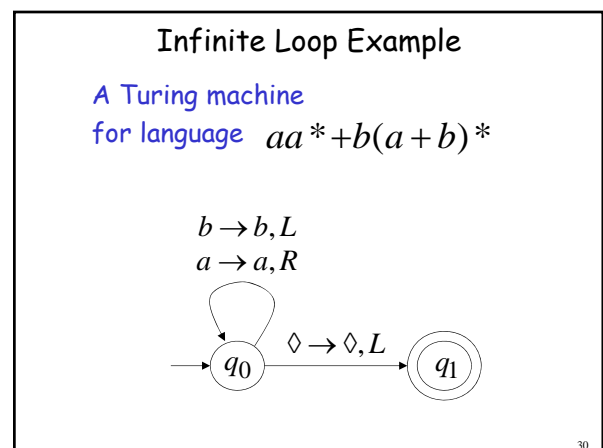 Infinite Loop Example
A Turing machine
for language aa*+b(a+b)*
b → b, L
a → a, R
◊ → ◊, L
q0 q1
30